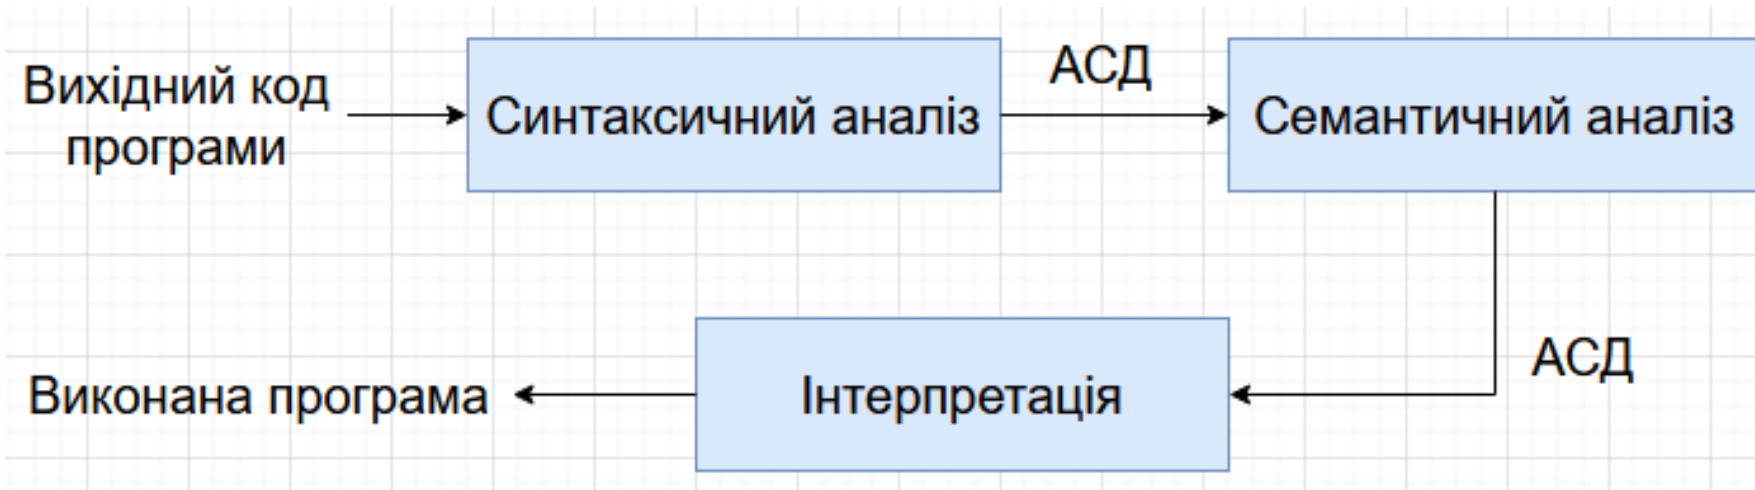 Вихідний код
програми
Синтаксичний аналіз
АСД
Семантичний аналіз
АСД
Інтерпретація
Виконана програма